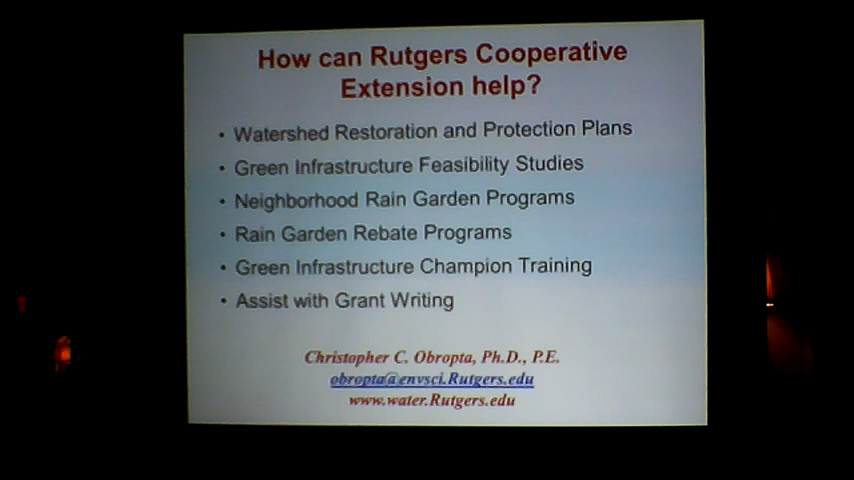 How can Rutgers Cooperative
Extension help?
• Watershed Restoration and Protection Plans
• Green Infrastructure Feasibility Studies
• Neighborhood Rain Garden Programs
• Rain Garden Rebate Programs
• Green Infrastructure Champion Training
• Assist with Grant Writing
Christopher C. Obropta, Ph.D., P.E.
obropta@envsci.Rutgers.edu
www.water.Rutgers.edu